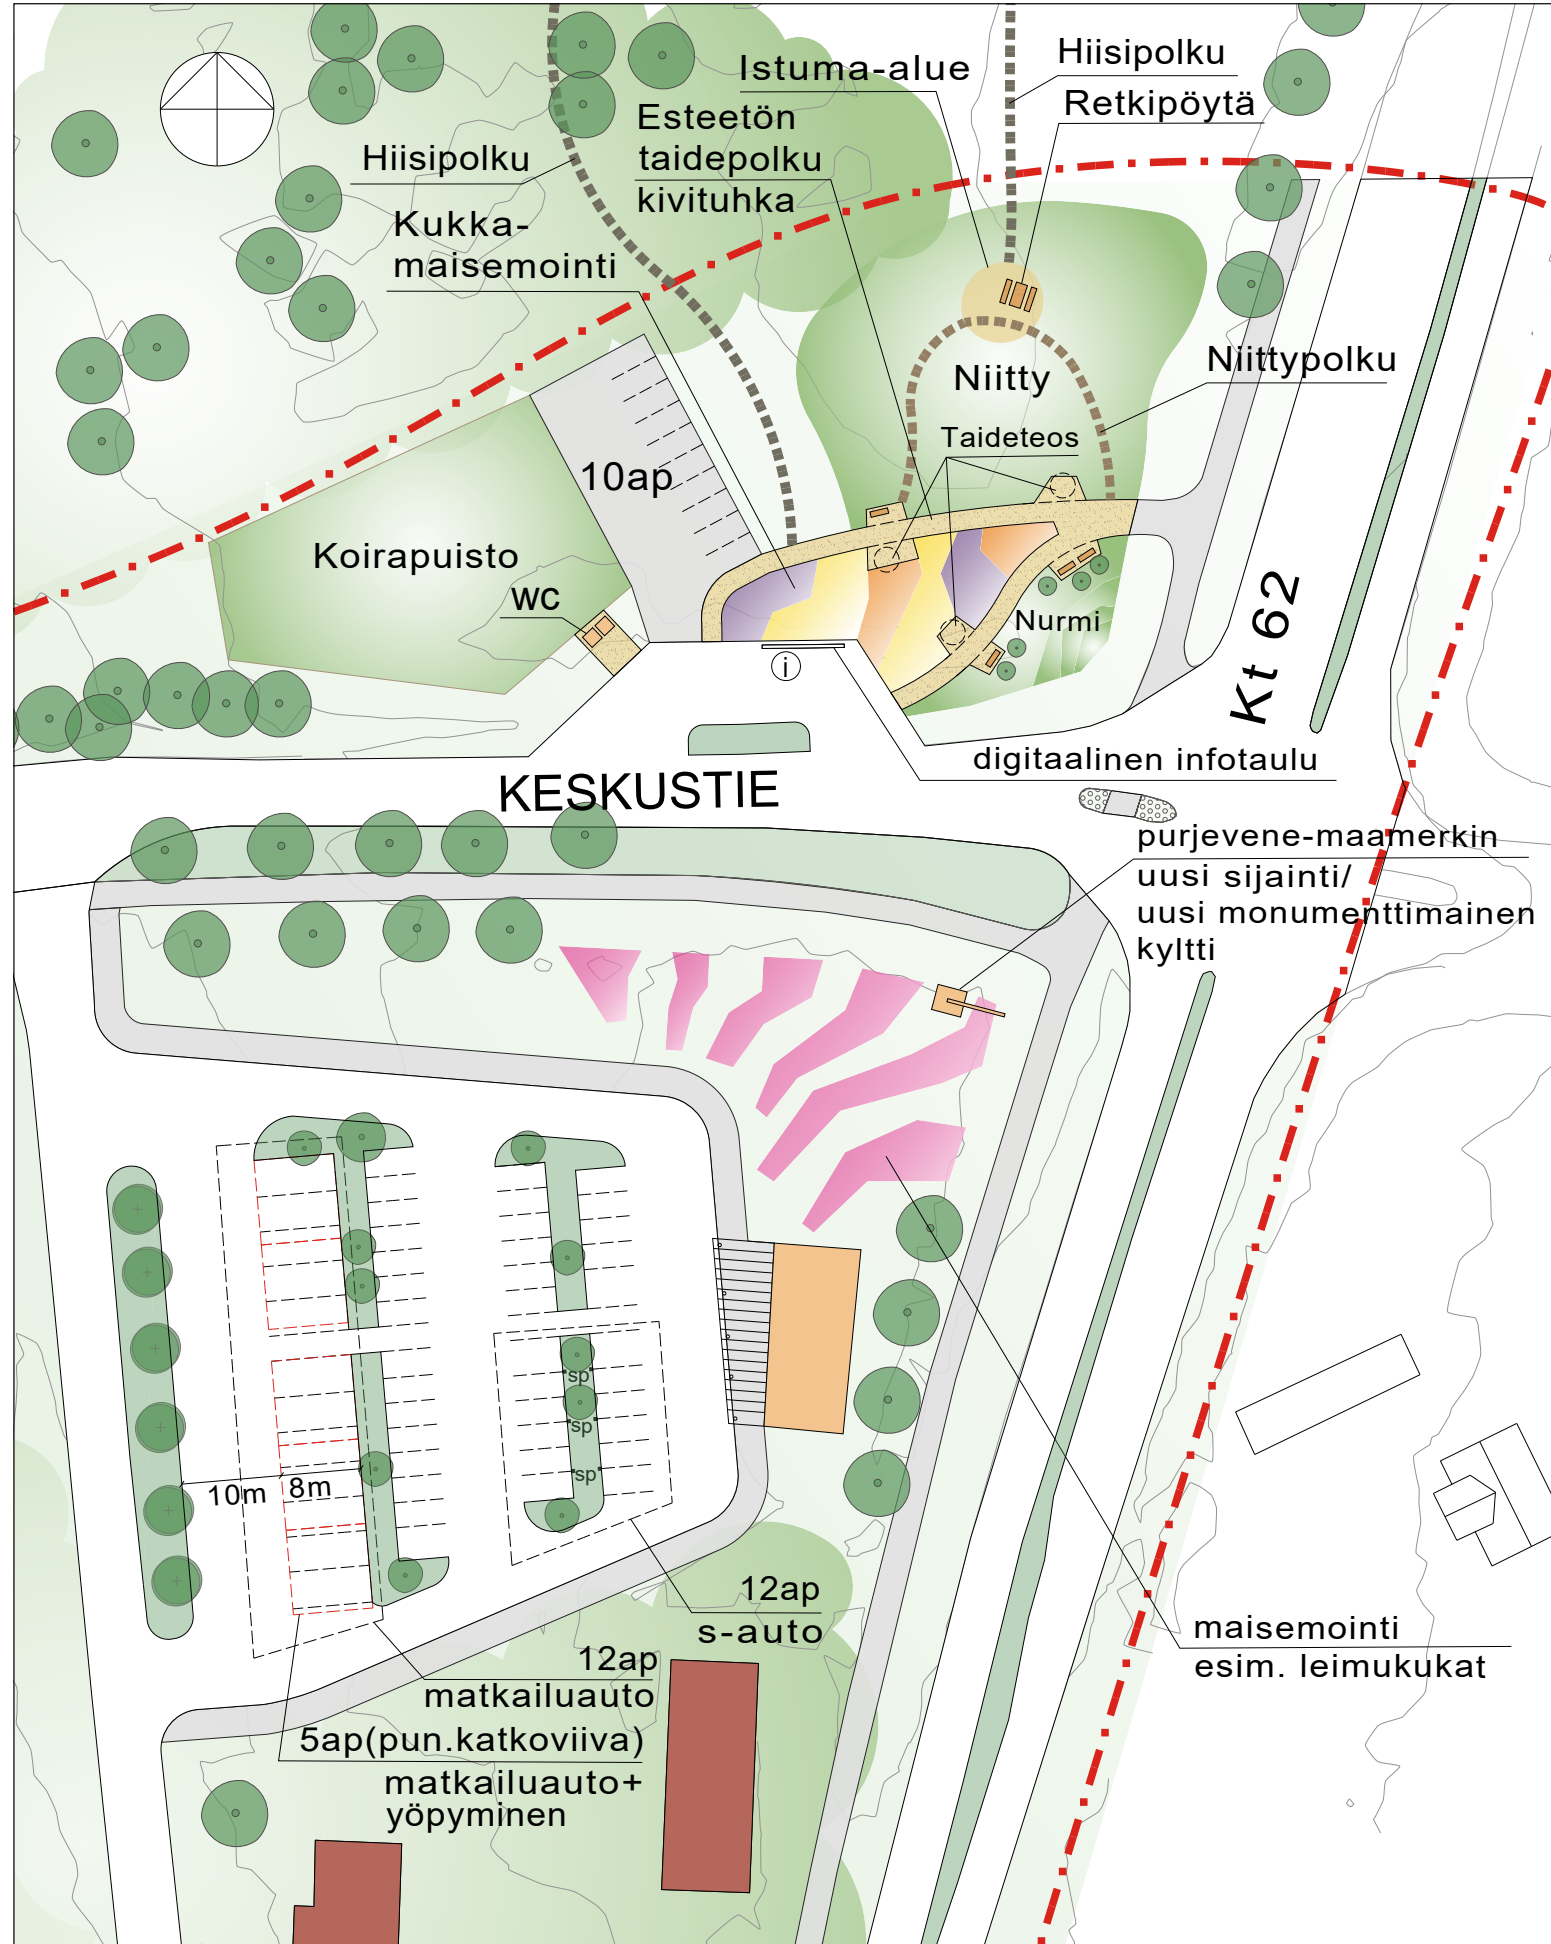 Istuma-alue
Hiisipolku
Retkipöytä
Esteetön
taidepolku
kivituhka
Hiisipolku
Kukka-
maisemointi
Niitty
Niittypolku
Taideteos
10ap
Koirapuisto
WC
Nurmi
i
Kt 62
digitaalinen infotaulu
KESKUSTIE
purjevene-maamerkin
uusi sijainti/
uusi monumenttimainen
kyltti
sp
sp
sp
10m
8m
12ap
s-auto
12ap
matkailuauto
5ap(pun.katkoviiva)
matkailuauto+
yöpyminen
maisemointi
esim. leimukukat